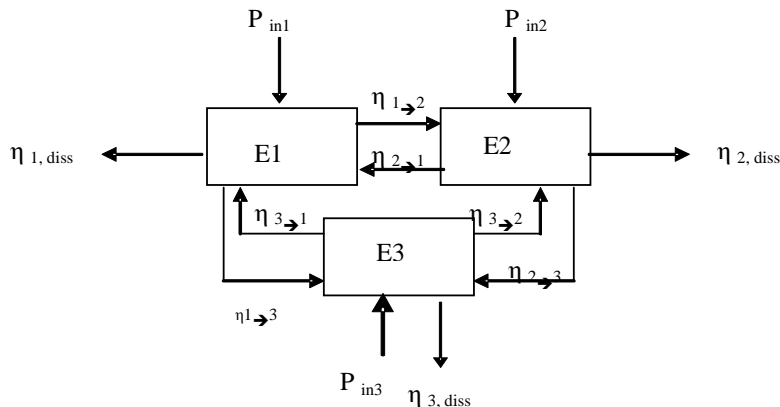 P in1 P in2
η 1→2
η 1, diss E1 η 2→1 E2 η 2, diss
η 3→1 η 3→2
E3 η 2→3
η1→3
P in3 η 3, diss